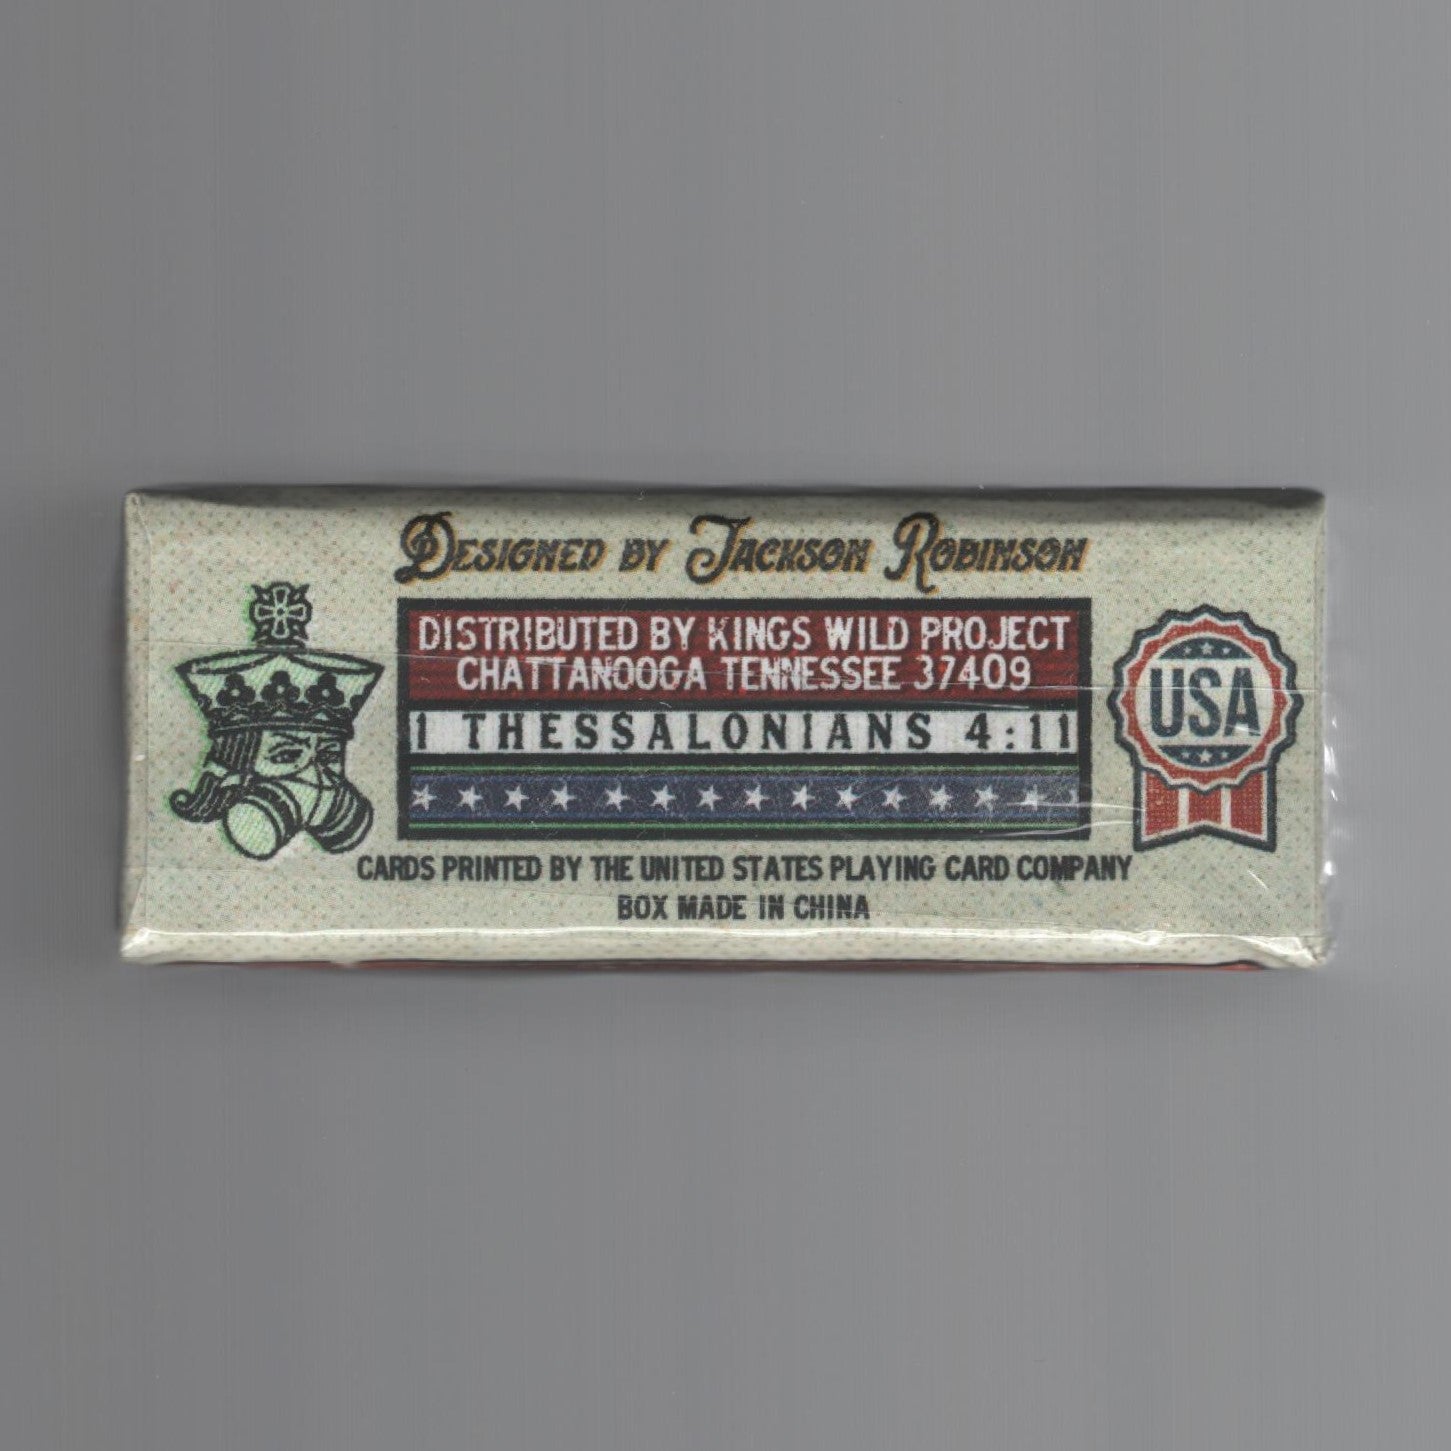 Designed by Jackson Robinson
DISTRIBUTED BY KINGS WILD PROJECT
CHATTANOOGA TENNESSEE 37409
1 THESSALONIANS 4:11
USA
CARDS PRINTED BY THE UNITED STATES PLAYING CARD COMPANY
BOX MADE IN CHINA